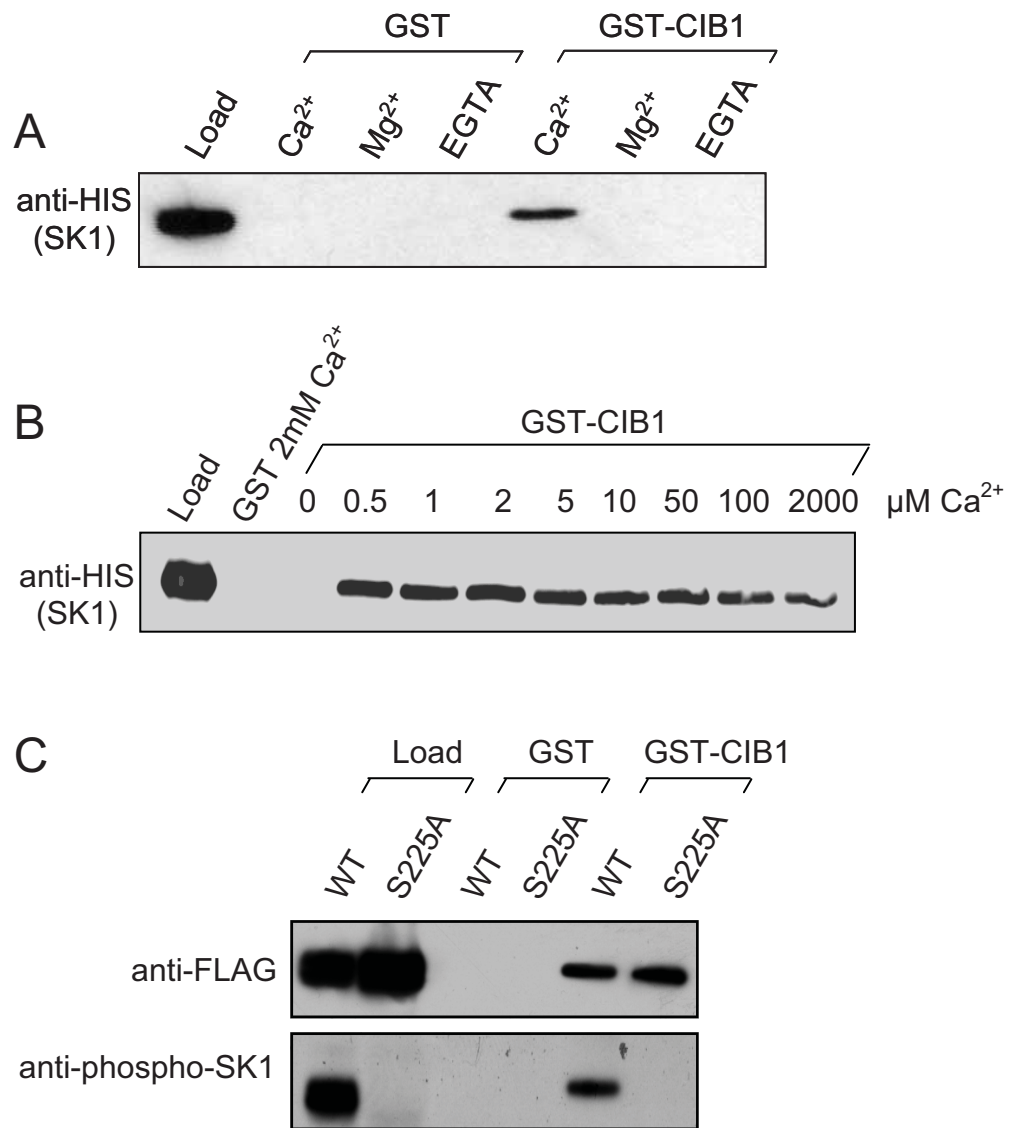 GST GST-CIB1
A
Load Ca²⁺ Mg²⁺ EGTA Ca²⁺ Mg²⁺ EGTA
anti-HIS
(SK1)
B
Load GST 2mM Ca²⁺
GST-CIB1
0 0.5 1 2 5 10 50 100 2000 µM Ca²⁺
anti-HIS
(SK1)
C
Load GST GST-CIB1
WT S225A WT S225A WT S225A
anti-FLAG
anti-phospho-SK1